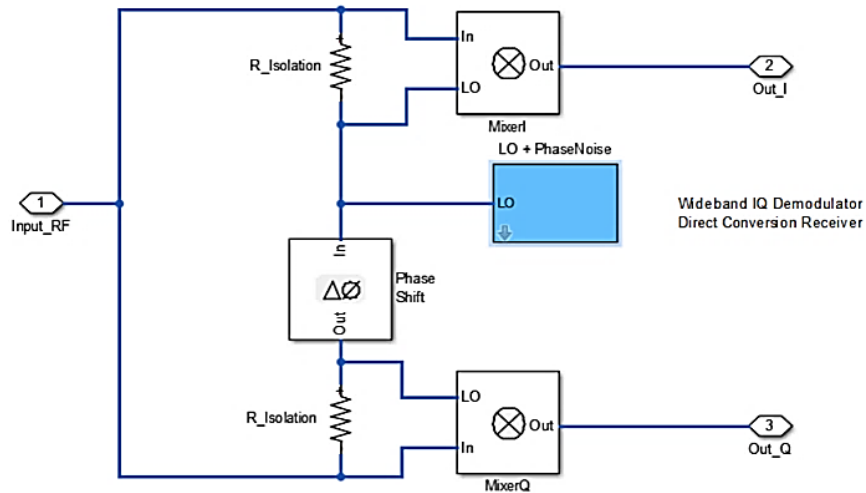 In
R_Isolation
LO
Out
MixerI
2
Out_I
LO + PhaseNoise
LO
1
Input_RF
Wideband IQ Demodulator
Direct Conversion Receiver
In
ΔØ
Out
Phase
Shift
R_Isolation
LO
In
Out
MixerQ
3
Out_Q